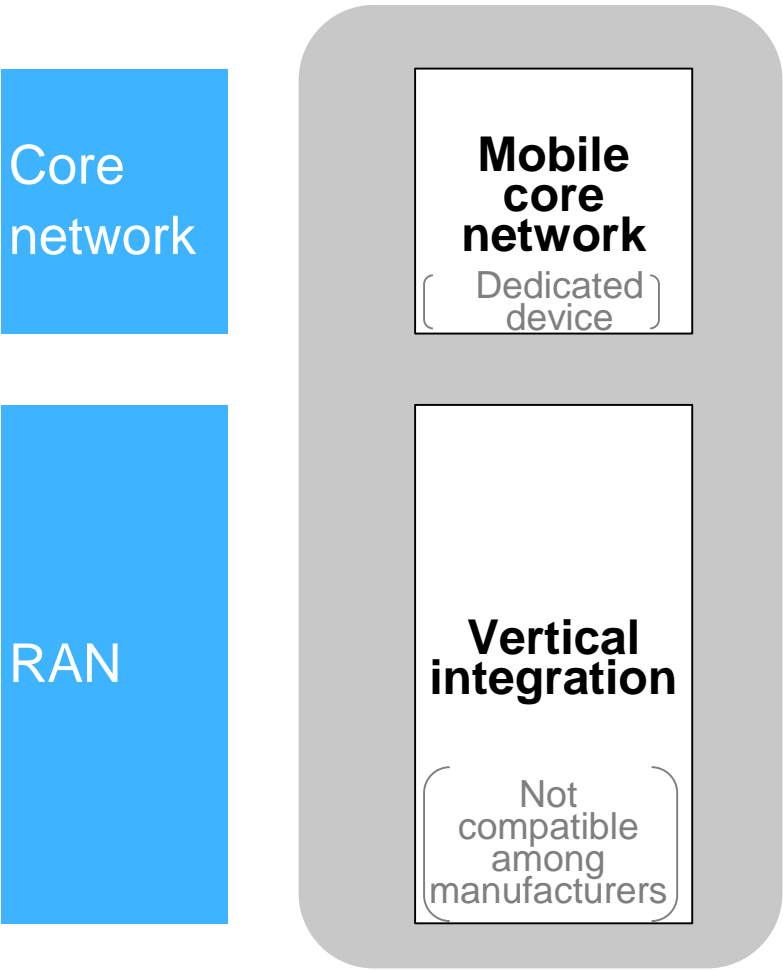 Core
network
Mobile
core
network
Dedicated
device
RAN
Vertical
integration
Not
compatible
among
manufacturers